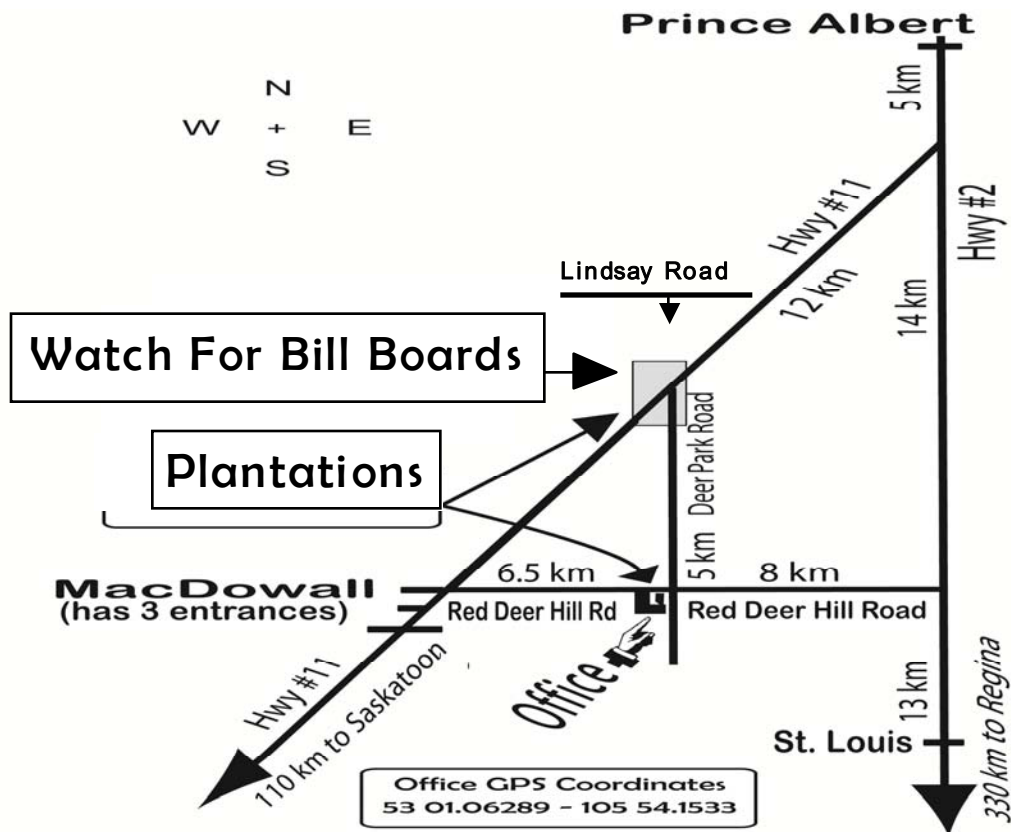 Prince Albert
N
W + E
S
5 km
Hwy #11
Hwy #2
Lindsay Road
12 km
14 km
Watch For Bill Boards
Deer Park Road
Plantations
5 km
6.5 km
8 km
MacDowall
(has 3 entrances)
Red Deer Hill Rd
Red Deer Hill Road
Office
Hwy #11
110 km to Saskatoon
13 km
St. Louis
330 km to Regina
Office GPS Coordinates
53 01.06289 - 105 54.1533